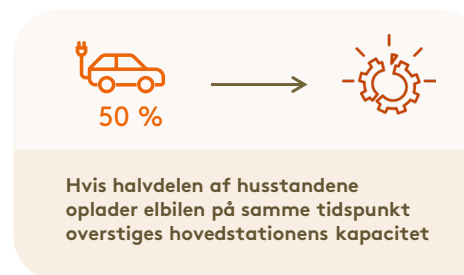 50 %
Hvis halvdelen af husstandene
oplader elbilen på samme tidspunkt
overstiges hovedstationens kapacitet